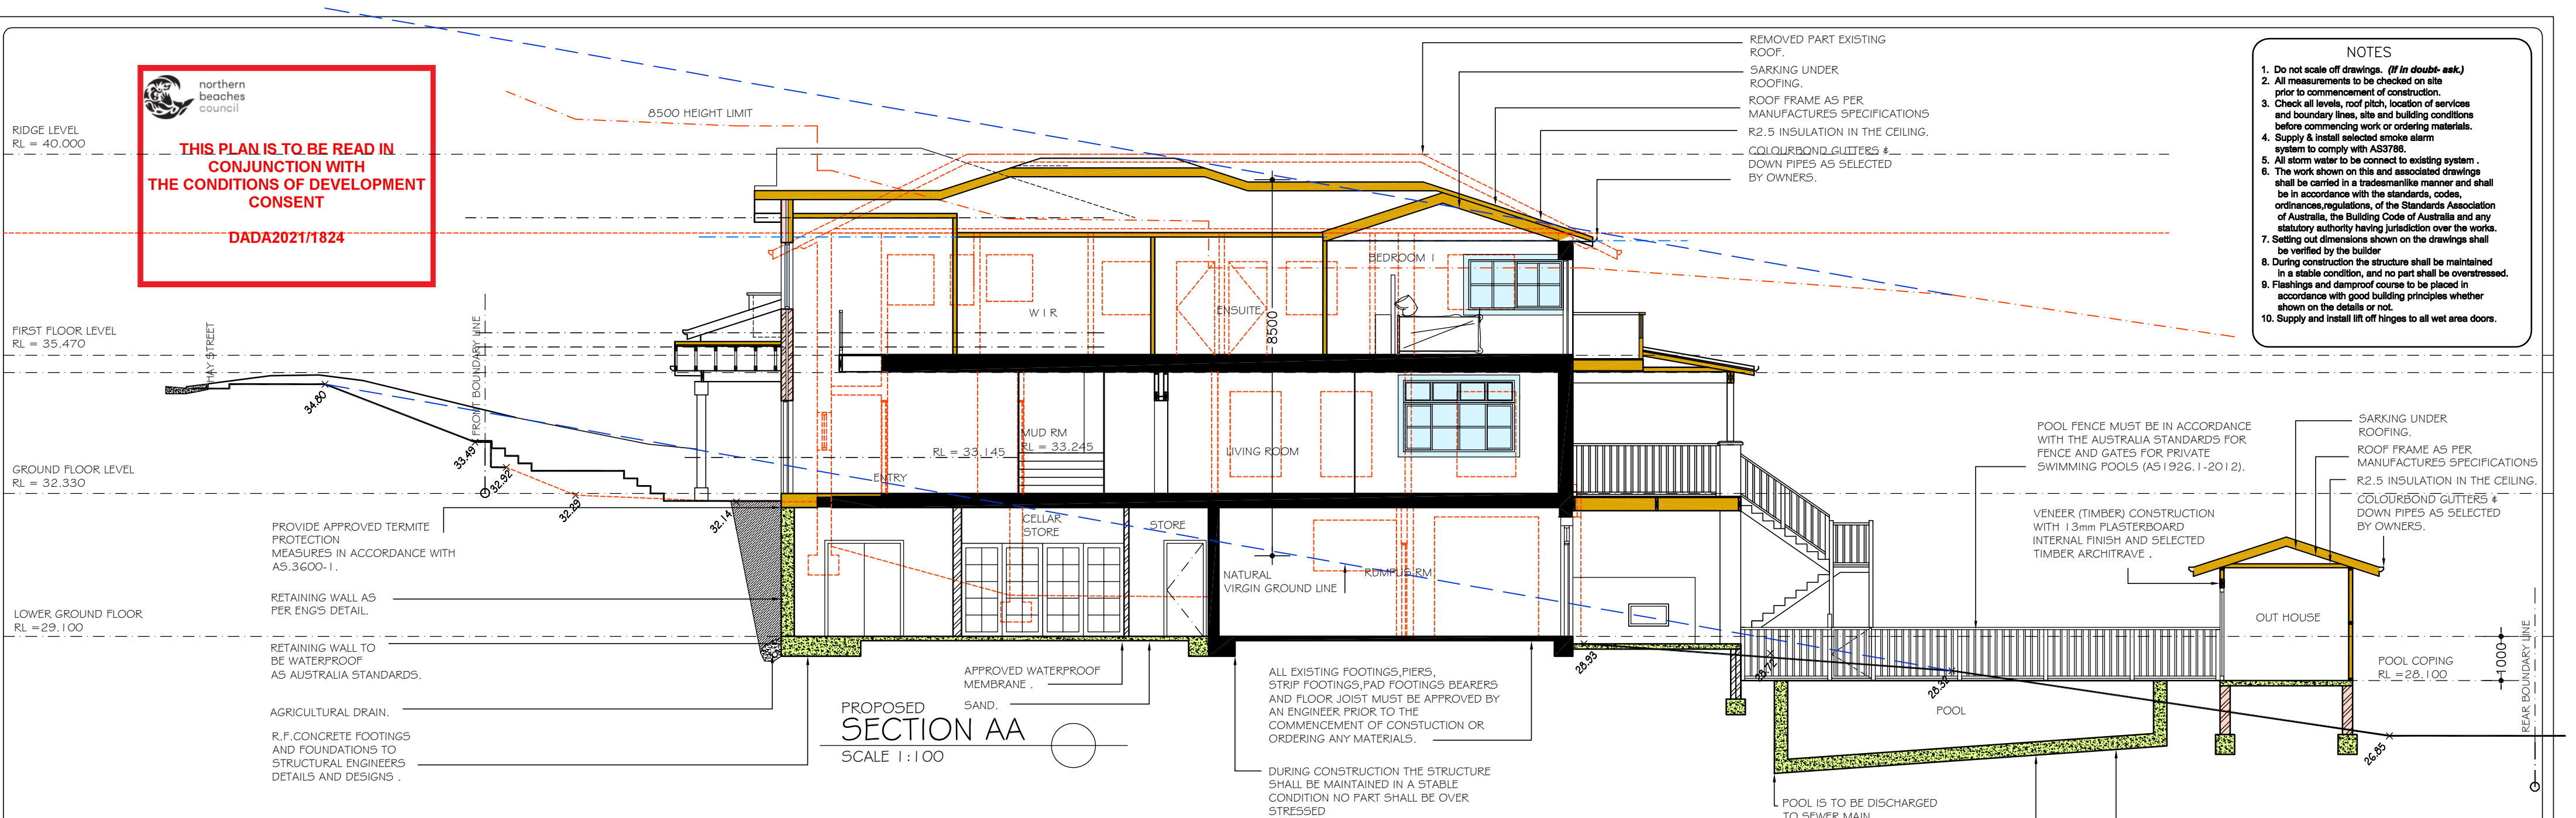 northern
beaches
council
THIS PLAN IS TO BE READ IN
CONJUNCTION WITH
THE CONDITIONS OF DEVELOPMENT
CONSENT
DADA2021/1824
RIDGE LEVEL
RL = 40.000
FIRST FLOOR LEVEL
RL = 35.470
GROUND FLOOR LEVEL
RL = 32.330
LOWER GROUND FLOOR
RL =29.100
HAY STREET
FRONT BOUNDARY LINE
34.80
33.49
32.92
32.29
32.14
8500 HEIGHT LIMIT
REMOVED PART EXISTING
ROOF.
SARKING UNDER
ROOFING.
ROOF FRAME AS PER
MANUFACTURES SPECIFICATIONS
R2.5 INSULATION IN THE CEILING.
COLOURBOND GUTTERS &
DOWN PIPES AS SELECTED
BY OWNERS.
NOTES
1. Do not scale off drawings. (If in doubt- ask.)
2. All measurements to be checked on site
prior to commencement of construction.
3. Check all levels, roof pitch, location of services
and boundary lines, site and building conditions
before commencing work or ordering materials.
4. Supply & install selected smoke alarm
system to comply with AS3786.
5. All storm water to be connect to existing system .
6. The work shown on this and associated drawings
shall be carried in a tradesmanlike manner and shall
be in accordance with the standards, codes,
ordinances,regulations, of the Standards Association
of Australia, the Building Code of Australia and any
statutory authority having jurisdiction over the works.
7. Setting out dimensions shown on the drawings shall
be verified by the builder
8. During construction the structure shall be maintained
in a stable condition, and no part shall be overstressed.
9. Flashings and dampproof course to be placed in
accordance with good building principles whether
shown on the details or not.
10. Supply and install lift off hinges to all wet area doors.
W I R
ENSUITE
BEDROOM 1
8500
MUD RM
RL = 33.245
RL = 33.145
ENTRY
LIVING ROOM
CELLAR
STORE
STORE
NATURAL
VIRGIN GROUND LINE
RUMPUS RM
PROVIDE APPROVED TERMITE
PROTECTION
MEASURES IN ACCORDANCE WITH
AS.3600-1.
RETAINING WALL AS
PER ENG'S DETAIL.
RETAINING WALL TO
BE WATERPROOF
AS AUSTRALIA STANDARDS.
AGRICULTURAL DRAIN.
R.F.CONCRETE FOOTINGS
AND FOUNDATIONS TO
STRUCTURAL ENGINEERS
DETAILS AND DESIGNS .
APPROVED WATERPROOF
MEMBRANE .
SAND.
PROPOSED
SECTION AA
SCALE 1:100
ALL EXISTING FOOTINGS,PIERS,
STRIP FOOTINGS,PAD FOOTINGS BEARERS
AND FLOOR JOIST MUST BE APPROVED BY
AN ENGINEER PRIOR TO THE
COMMENCEMENT OF CONSTUCTION OR
ORDERING ANY MATERIALS.
DURING CONSTRUCTION THE STRUCTURE
SHALL BE MAINTAINED IN A STABLE
CONDITION NO PART SHALL BE OVER
STRESSED
POOL FENCE MUST BE IN ACCORDANCE
WITH THE AUSTRALIA STANDARDS FOR
FENCE AND GATES FOR PRIVATE
SWIMMING POOLS (AS1926.1-2012).
VENEER (TIMBER) CONSTRUCTION
WITH 13mm PLASTERBOARD
INTERNAL FINISH AND SELECTED
TIMBER ARCHITRAVE .
SARKING UNDER
ROOFING.
ROOF FRAME AS PER
MANUFACTURES SPECIFICATIONS
R2.5 INSULATION IN THE CEILING.
COLOURBOND GUTTERS &
DOWN PIPES AS SELECTED
BY OWNERS.
OUT HOUSE
28.93
28.72
28.32
26.85
POOL
POOL COPING
RL =28.100
1000
REAR BOUNDARY LINE
POOL IS TO BE DISCHARGED
TO SEWER MAIN